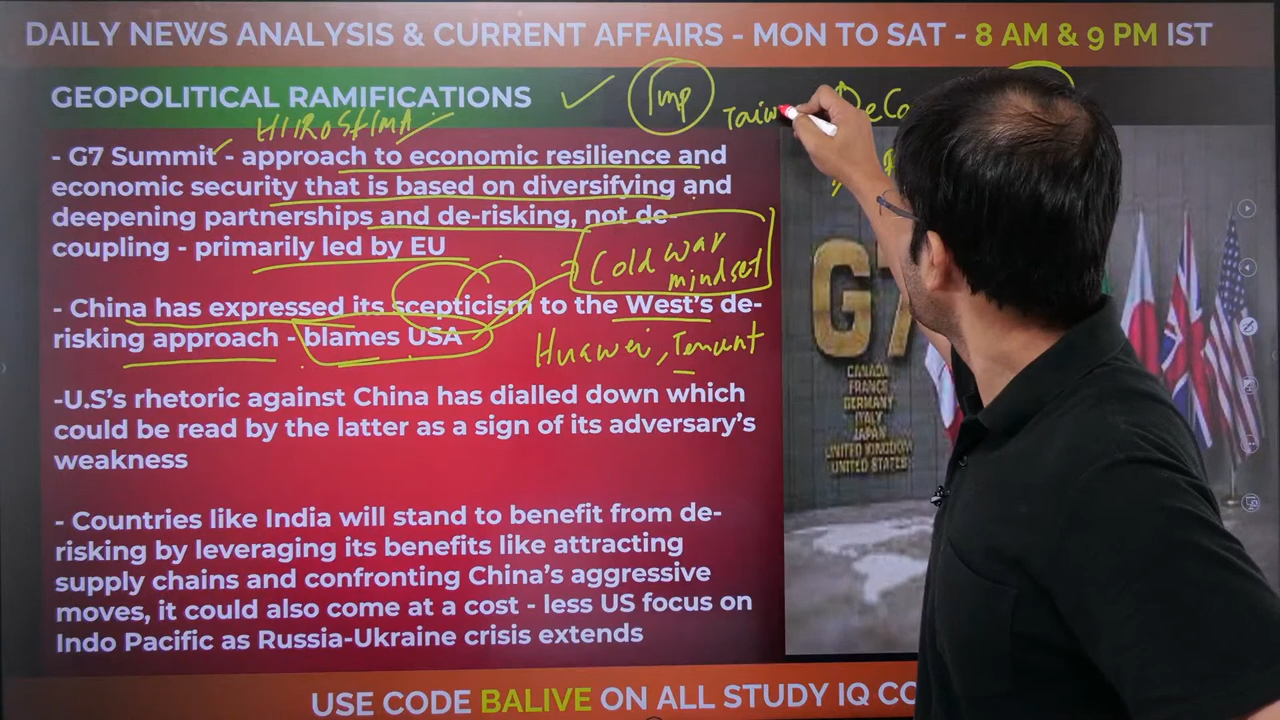 DAILY NEWS ANALYSIS & CURRENT AFFAIRS - MON TO SAT - 8 AM & 9 PM IST
GEOPOLITICAL RAMIFICATIONS
Imp
HIIROSHIMA
- G7 Summit - approach to economic resilience and
economic security that is based on diversifying and
deepening partnerships and de-risking, not de-
coupling - primarily led by EU
Cold war
mindset
- China has expressed its scepticism to the West's de-
risking approach - blames USA
Huawei,
-U.S's rhetoric against China has dialled down which
could be read by the latter as a sign of its adversary's
weakness
- Countries like India will stand to benefit from de-
risking by leveraging its benefits like attracting
supply chains and confronting China's aggressive
moves, it could also come at a cost - less US focus on
Indo Pacific as Russia-Ukraine crisis extends
G7
CANADA
FRANCE
GERMANY
ITALY
JAPAN
UNITED KINGDOM
UNITED STATES
USE CODE BALIVE ON ALL STUDY IQ CO